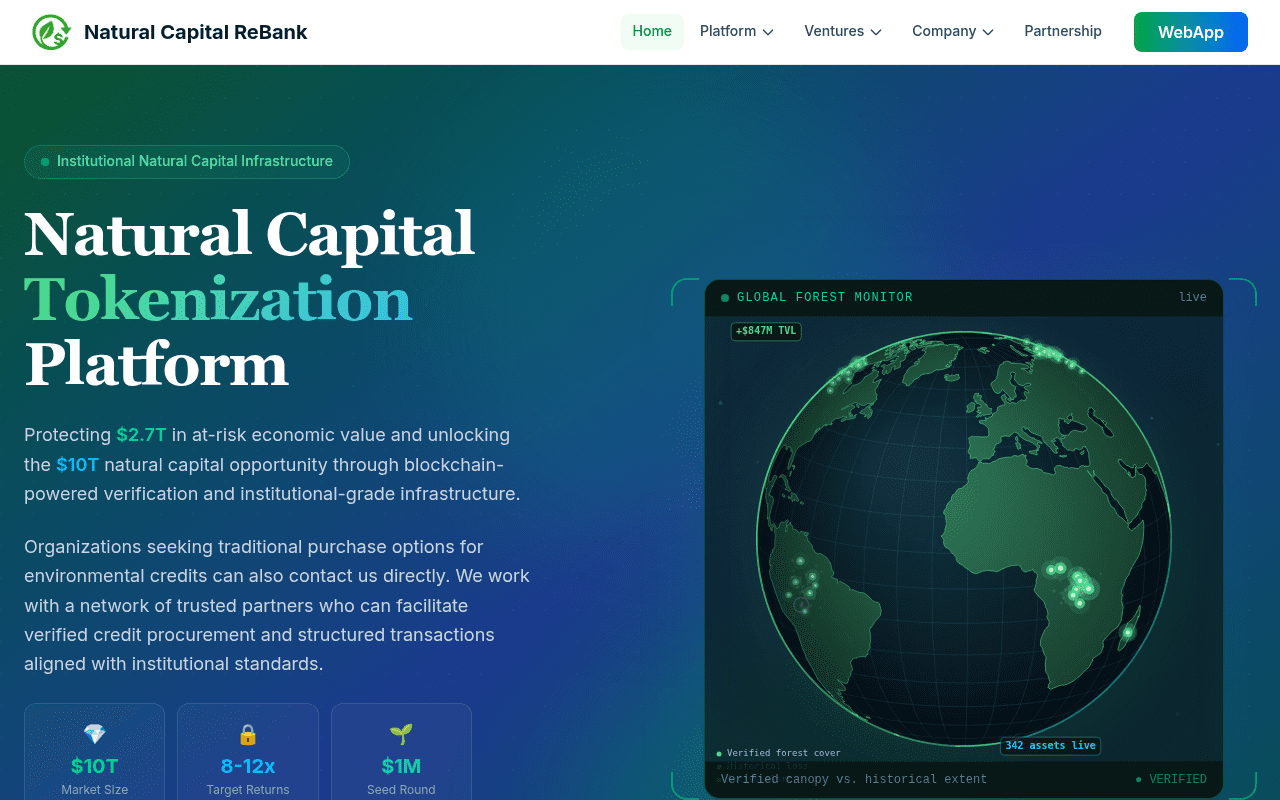 Natural Capital ReBank
Home
Platform
Ventures
Company
Partnership
WebApp
Institutional Natural Capital Infrastructure
Natural Capital
Tokenization
Platform
Protecting $2.7T in at-risk economic value and unlocking
the $10T natural capital opportunity through blockchain-
powered verification and institutional-grade infrastructure.
Organizations seeking traditional purchase options for
environmental credits can also contact us directly. We work
with a network of trusted partners who can facilitate
verified credit procurement and structured transactions
aligned with institutional standards.
$10T
Market Size
8-12x
Target Returns
$1M
Seed Round
GLOBAL FOREST MONITOR
live
+$847M TVL
342 assets live
Verified forest cover
Historical loss
Verified canopy vs. historical extent
VERIFIED